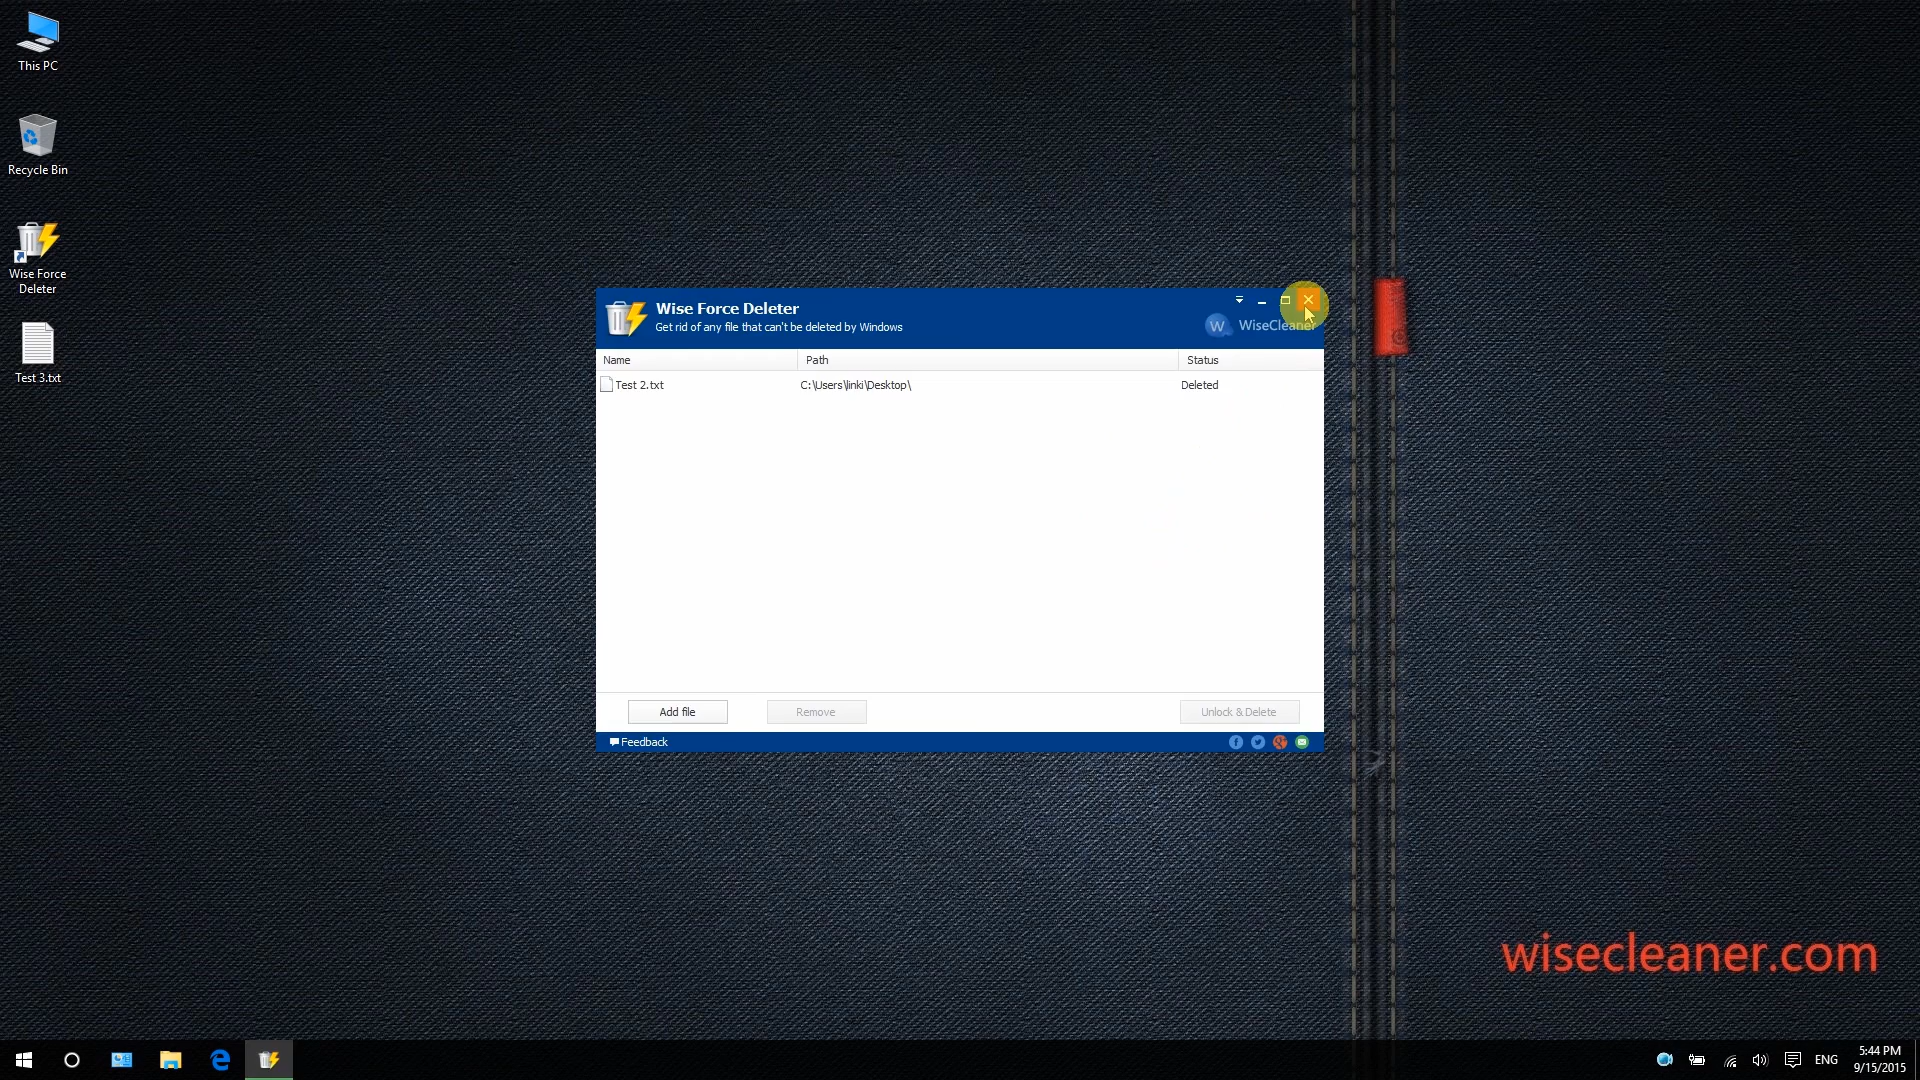 This PC
Recycle Bin
Wise Force
Deleter
Test 3.txt
Wise Force Deleter
Get rid of any file that can't be deleted by Windows
W WiseCleaner
Name Path Status
Test 2.txt C:\Users\linki\Desktop\ Deleted
Add file Remove Unlock & Delete
Feedback
wisecleaner.com
ENG
5:44 PM
9/15/2015